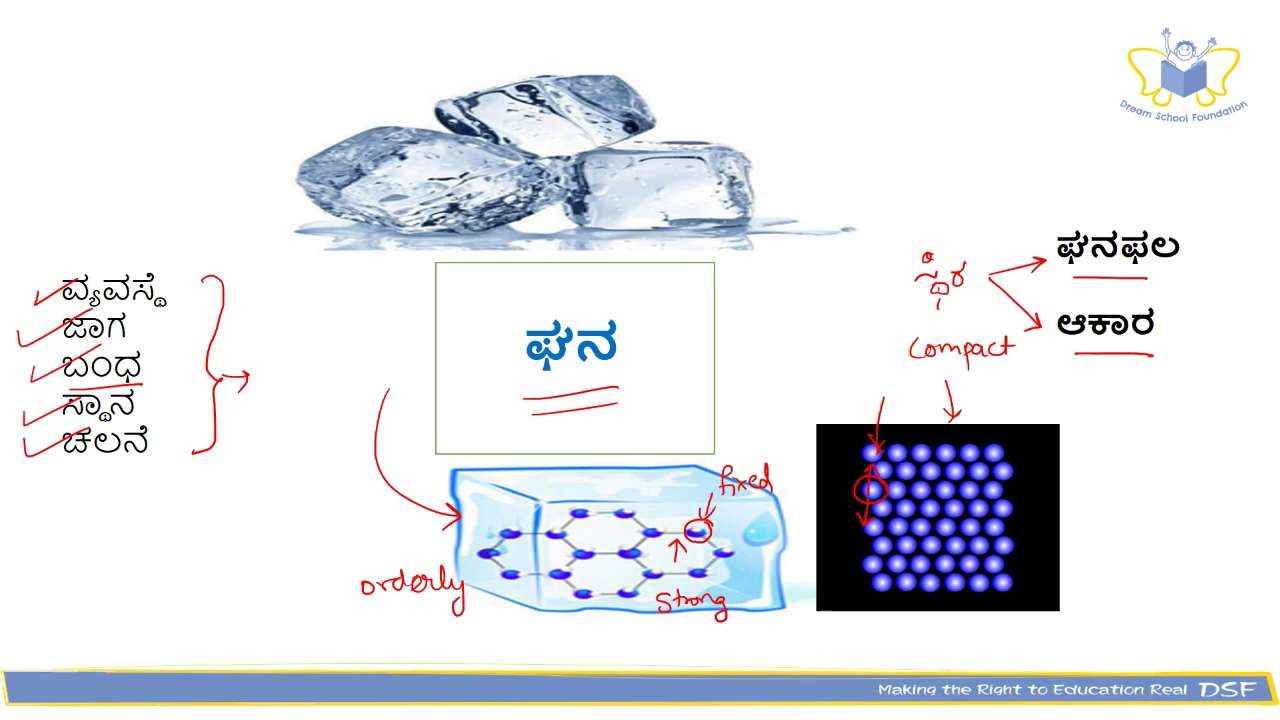 Dream School Foundation
ವ್ಯವಸ್ಥೆ
ಜಾಗ
ಬಂಧ
ಸ್ಥಾನ
ಚಲನೆ
ಘನ
ಸ್ಥಿರ
ಘನಫಲ
ಆಕಾರ
compact
fixed
orderly
strong
Making the Right to Education Real DSF